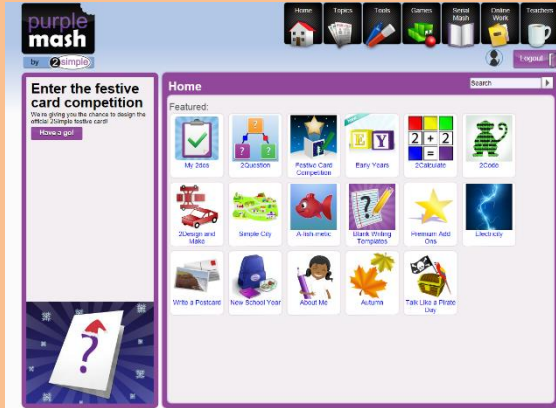 purple
mash
by 2simple
Home
Topics
Tools
Games
Serial
Mash
Online
Work
Teachers
Logout
Enter the festive
card competition
We're giving you the chance to design the
official 2Simple festive card!
Have a go!
Home
Search
Featured:
My 2dos
2Question
Festive Card
Competition
Early Years
2Calculate
2Code
2Design and
Make
Simple City
A-fish-metic
Blank Writing
Templates
Premium Add
Ons
Electricity
Write a Postcard
New School Year
About Me
Autumn
Talk Like a Pirate
Day
E Y
2 + 2
=
?
? ?
?
?